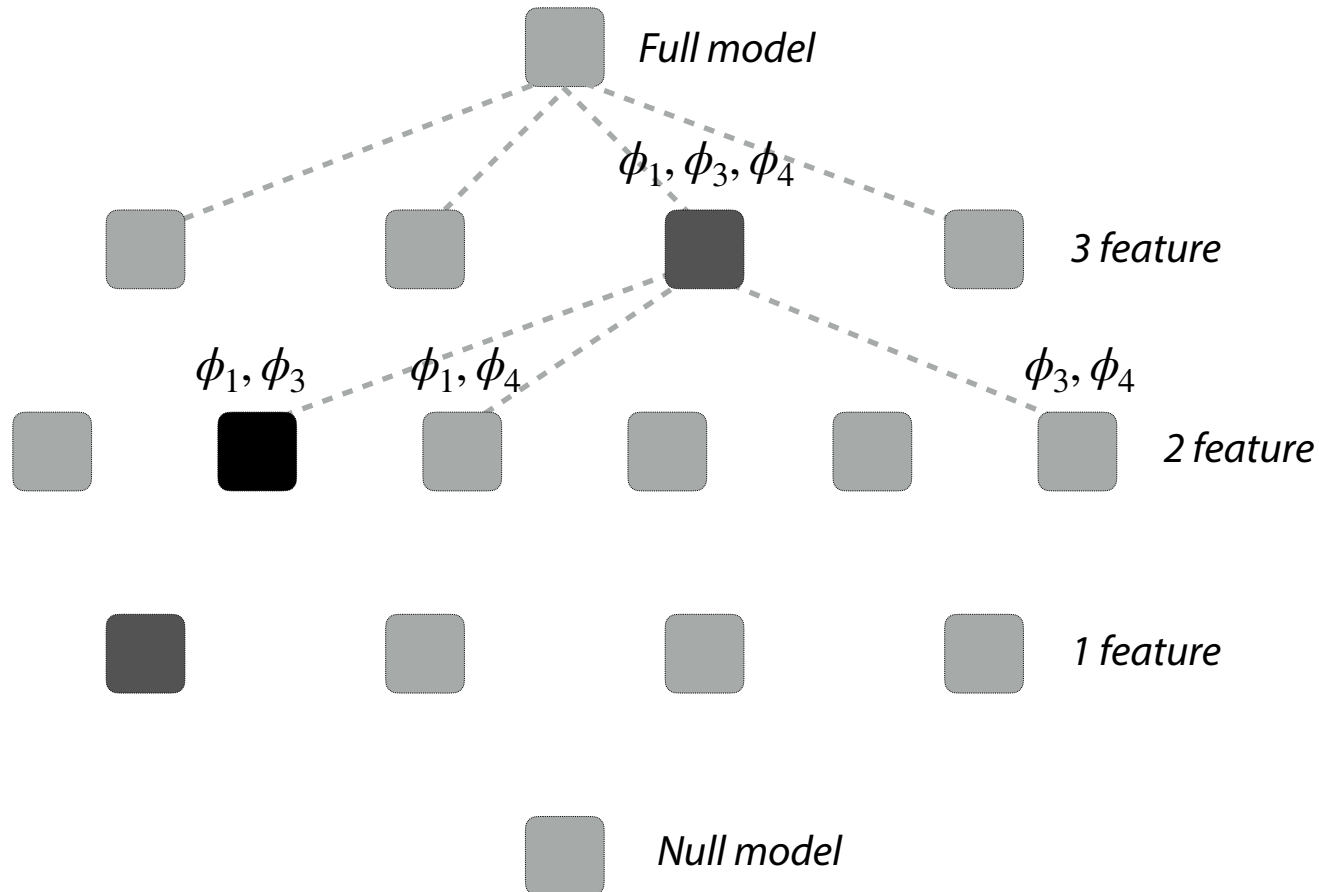 Full model
ϕ₁, ϕ₃, ϕ₄
3 feature
ϕ₁, ϕ₃
ϕ₁, ϕ₄
ϕ₃, ϕ₄
2 feature
1 feature
Null model